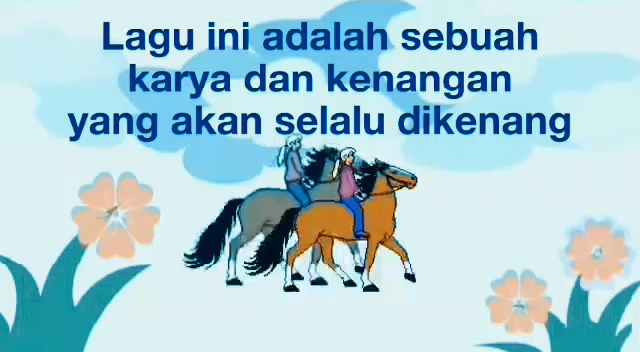 Lagu ini adalah sebuah
karya dan kenangan
yang akan selalu dikenang